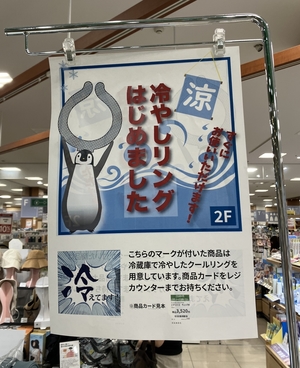 涼
冷やしリング
はじめました
すぐに
お使いいただけます!
2F
冷えてます
こちらのマークが付いた商品は
冷蔵庫で冷やしたクールリングを
用意しています。商品カードをレジ
カウンターまでお持ちください。
※商品カード見本
3,520